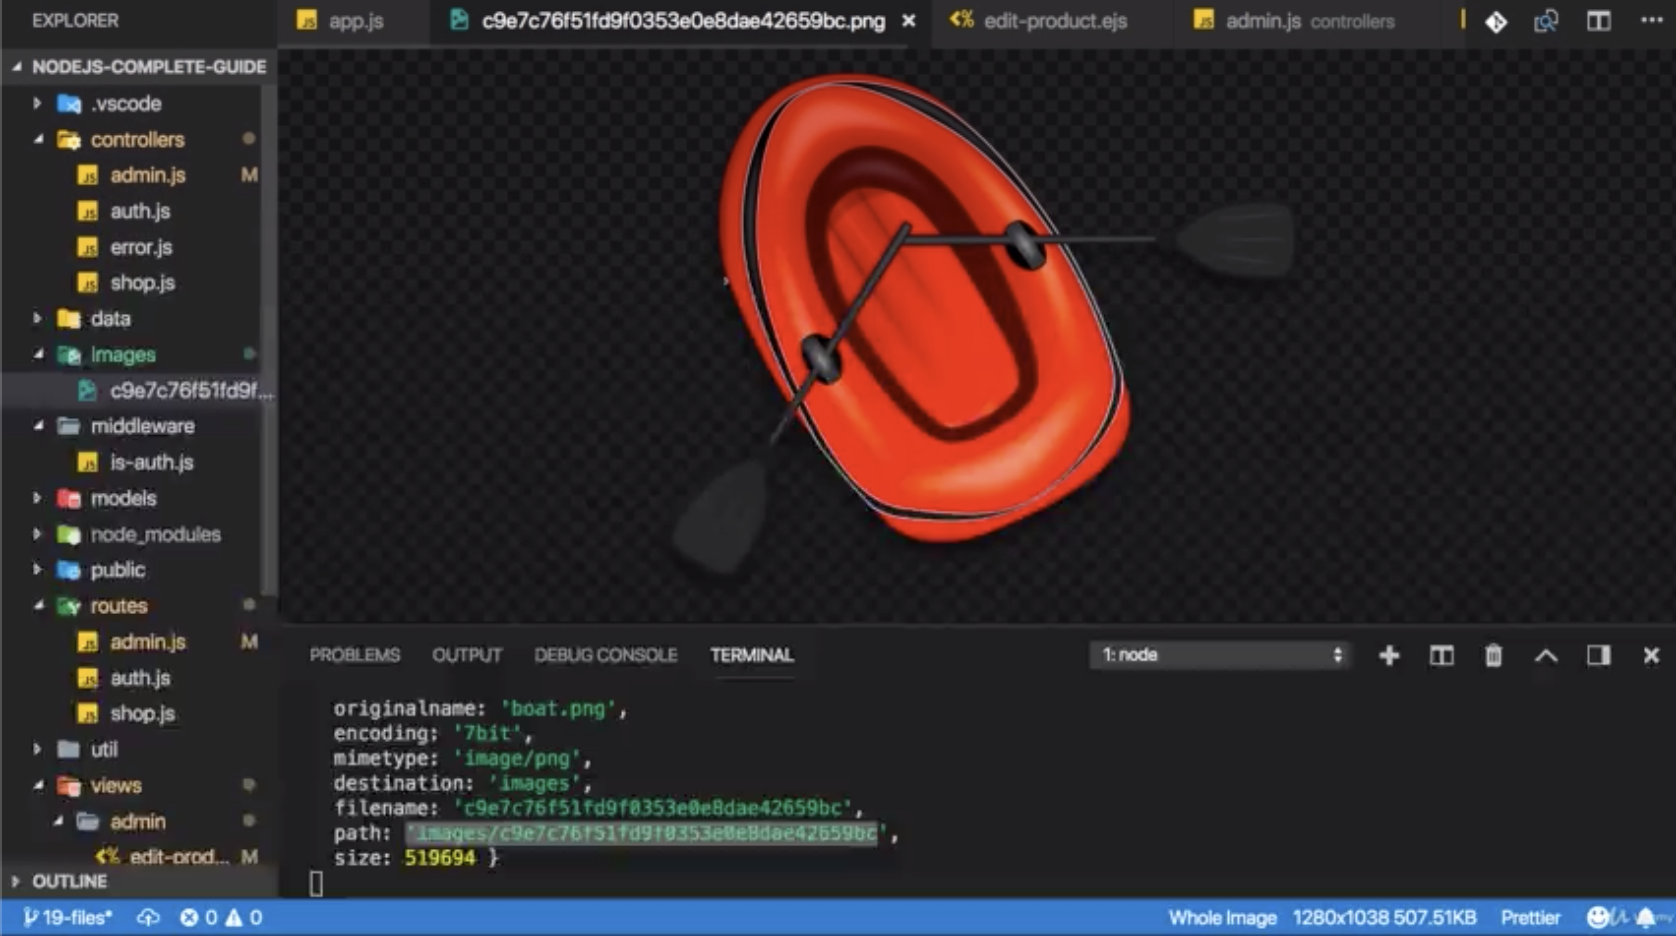 EXPLORER
NODEJS-COMPLETE-GUIDE
.vscode
controllers
admin.js M
auth.js
error.js
shop.js
data
images
c9e7c76f51fd9f...
middleware
is-auth.js
models
node_modules
public
routes
admin.js M
auth.js
shop.js
util
views
admin
edit-prod... M
OUTLINE
app.js
c9e7c76f51fd9f0353e0e8dae42659bc.png
edit-product.ejs
admin.js controllers
PROBLEMS OUTPUT DEBUG CONSOLE TERMINAL
1: node
originalname: 'boat.png',
encoding: '7bit',
mimetype: 'image/png',
destination: 'images',
filename: 'c9e7c76f51fd9f0353e0e8dae42659bc',
path: 'images/c9e7c76f51fd9f0353e0e8dae42659bc',
size: 519694 }
19-files* 0 0 Whole Image 1280x1038 507.51KB Prettier